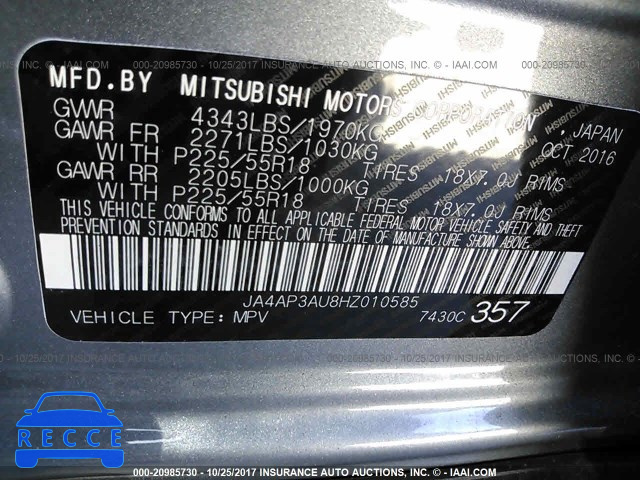 000-20985730 - 10/25/2017 INSURANCE AUTO AUCTIONS, INC. © - IAAI.COM
MFD.BY MITSUBISHI MOTORS CORPORATION , JAPAN
GVWR 4343LBS/1970KG OCT 2016
GAWR FR 2271LBS/1030KG
WITH P225/55R18 TIRES 18X7.0J RIMS
GAWR RR 2205LBS/1000KG
WITH P225/55R18 TIRES 18X7.0J RIMS
THIS VEHICLE CONFORMS TO ALL APPLICABLE FEDERAL MOTOR VEHICLE SAFETY AND THEFT
PREVENTION STANDARDS IN EFFECT ON THE DATE OF MANUFACTURE SHOWN ABOVE.
JA4AP3AU8HZ010585
VEHICLE TYPE: MPV 7430C 357
RECCE
000-20985730 - 10/25/2017 INSURANCE AUTO AUCTIONS, INC. © - IAAI.COM